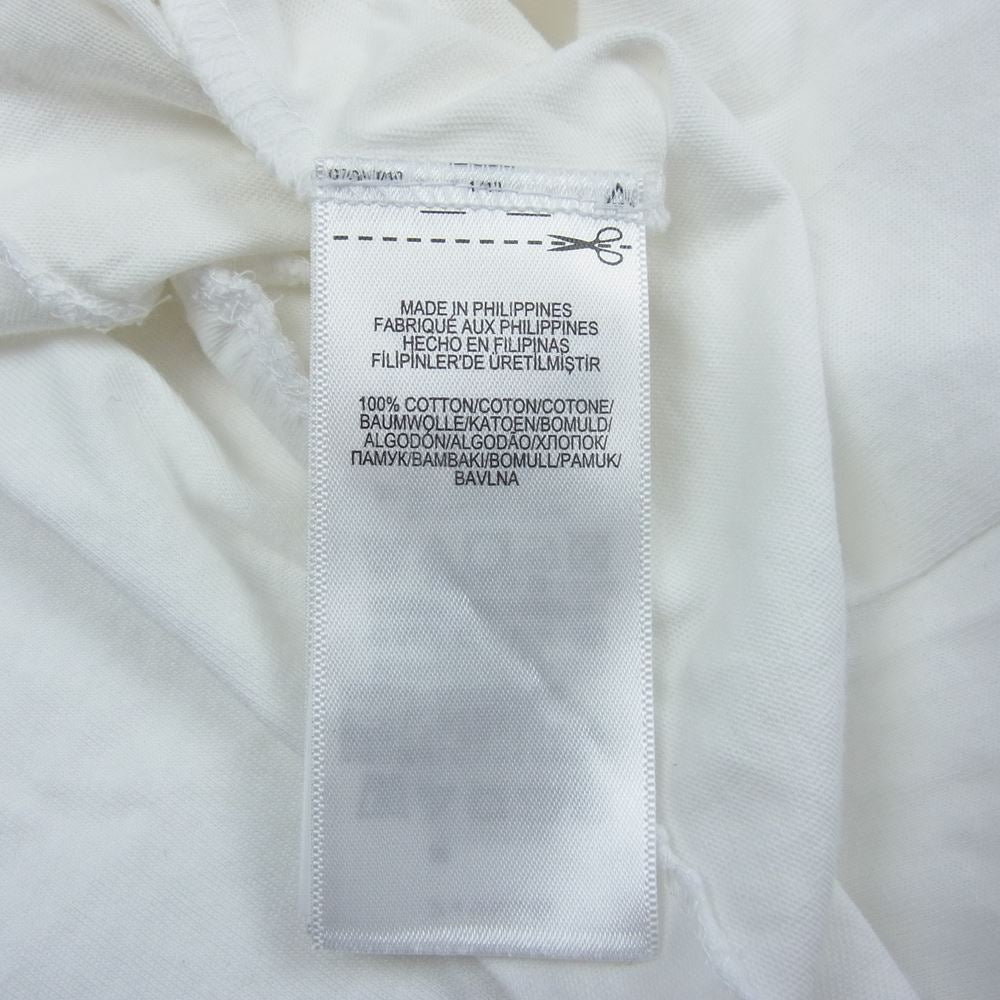 MADE IN PHILIPPINES
FABRIQUÉ AUX PHILIPPINES
HECHO EN FILIPINAS
FİLİPİNLER'DE ÜRETİLMİŞTİR
100% COTTON/COTON/COTONE/
BAUMWOLLE/KATOEN/BOMULD/
ALGODÓN/ALGODÃO/ХЛОПОК/
ПАМУК/BAMBAKI/BOMULL/PAMUK/
BAVLNA